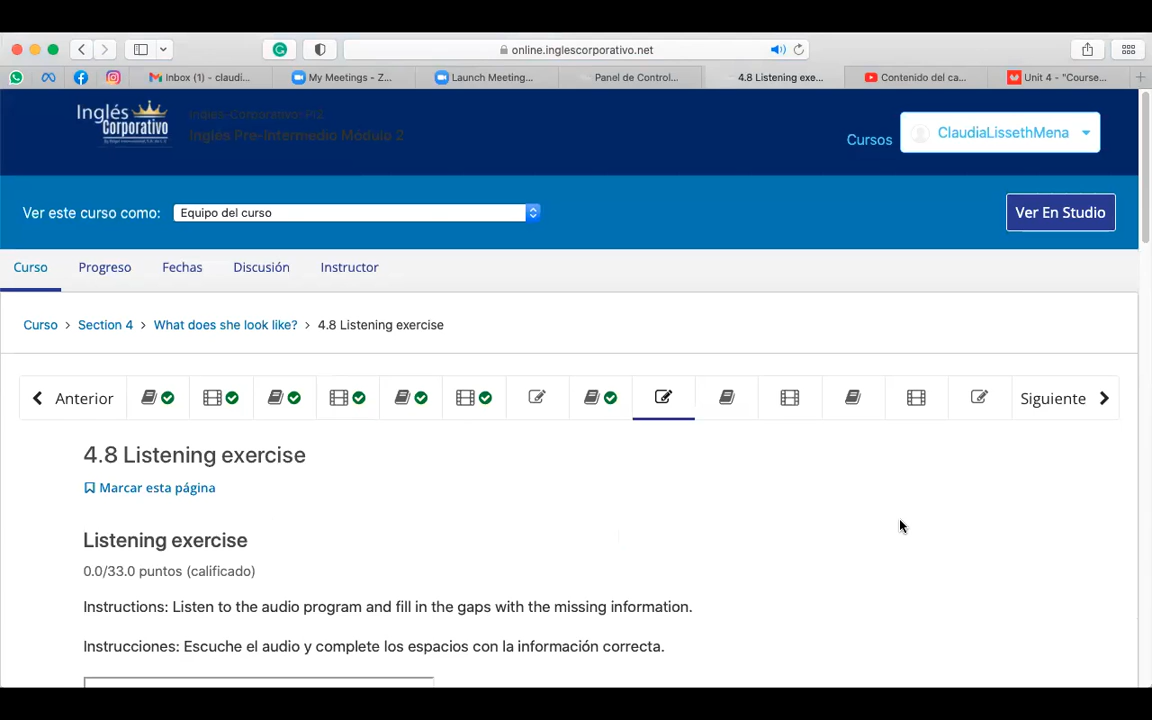 online.inglescorporativo.net
Inbox (1) - claudi...
My Meetings - Z...
Launch Meeting...
Panel de Control...
4.8 Listening exe...
Contenido del ca...
Unit 4 - "Course...
Inglés
Corporativo
Inglés Pre-Intermedio Módulo 2
Cursos
ClaudiaLissethMena
Ver este curso como:
Equipo del curso
Ver En Studio
Curso
Progreso
Fechas
Discusión
Instructor
Curso > Section 4 > What does she look like? > 4.8 Listening exercise
Anterior
Siguiente
4.8 Listening exercise
Marcar esta página
Listening exercise
0.0/33.0 puntos (calificado)
Instructions: Listen to the audio program and fill in the gaps with the missing information.
Instrucciones: Escuche el audio y complete los espacios con la información correcta.